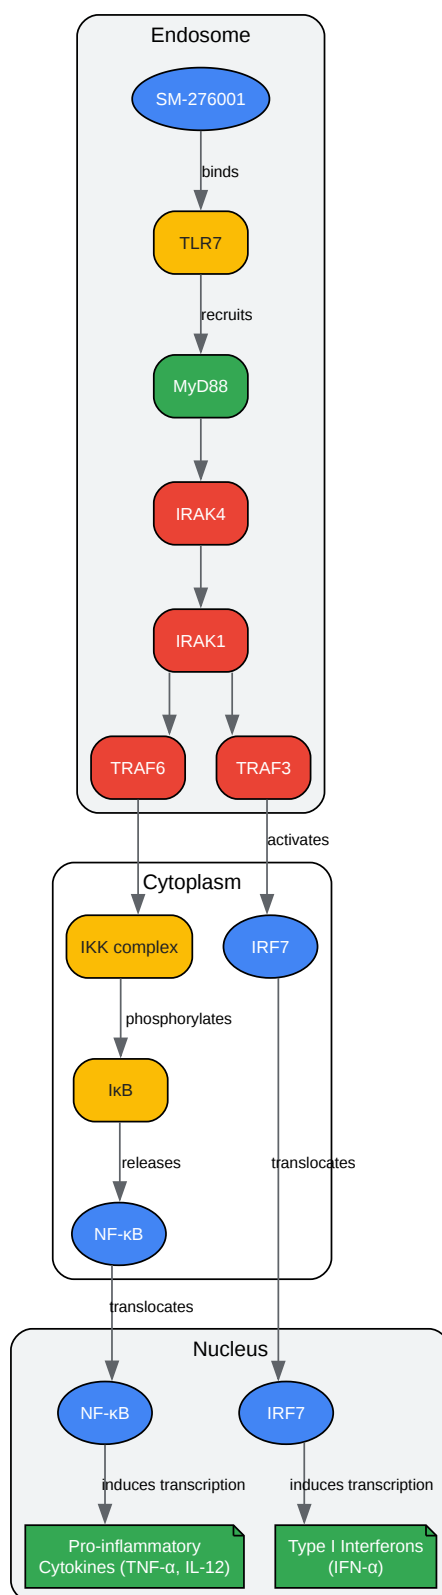 Endosome
SM-276001
binds
TLR7
recruits
MyD88
IRAK4
IRAK1
TRAF6
TRAF3
activates
Cytoplasm
IKK complex
IRF7
phosphorylates
IκB
releases
translocates
NF-κB
translocates
Nucleus
NF-κB
IRF7
induces transcription
induces transcription
Pro-inflammatory
Cytokines (TNF-α, IL-12)
Type I Interferons
(IFN-α)